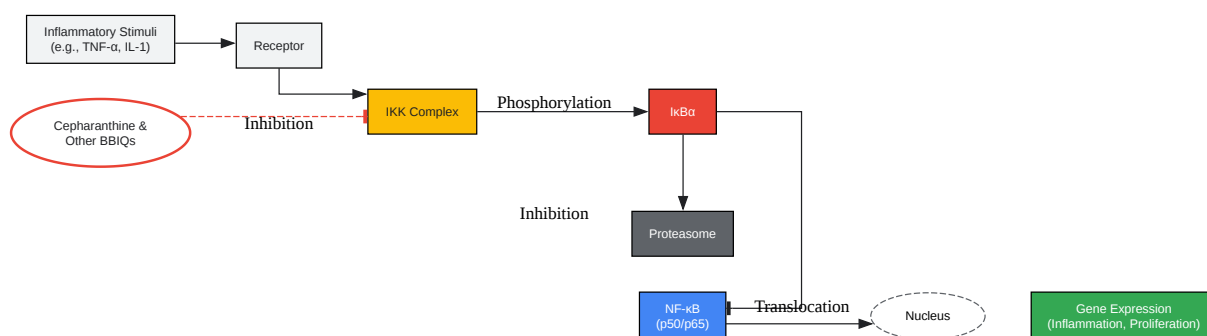 Inflammatory Stimuli
(e.g., TNF-α, IL-1)
Receptor
Cepharanthine &
Other BBIQs
Inhibition
IKK Complex
Phosphorylation
IκBα
Inhibition
Proteasome
NF-κB
(p50/p65)
Translocation
Nucleus
Gene Expression
(Inflammation, Proliferation)